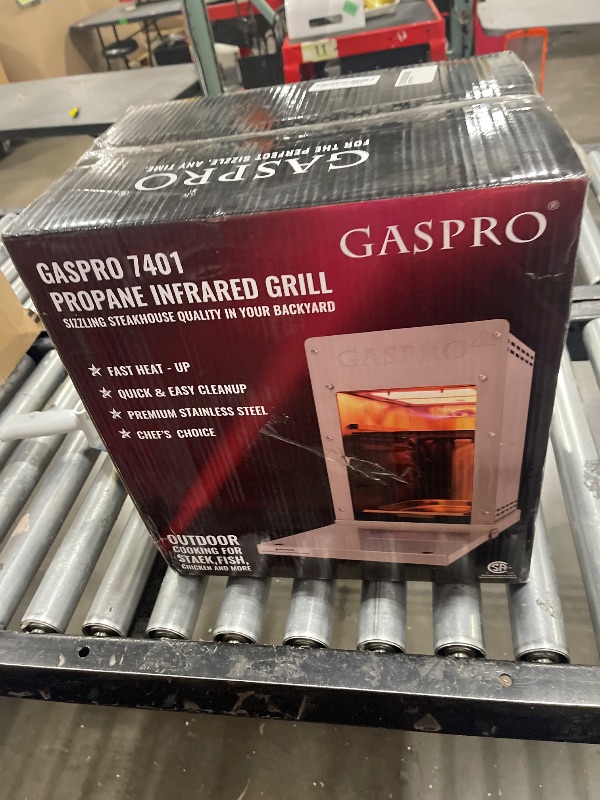 FOR THE PERFECT SIZZLE, ANY TIME.
GASPRO
GASPRO®
GASPRO 7401
PROPANE INFRARED GRILL
SIZZLING STEAKHOUSE QUALITY IN YOUR BACKYARD
FAST HEAT - UP
QUICK & EASY CLEANUP
PREMIUM STAINLESS STEEL
CHEF'S CHOICE
GASPRO
OUTDOOR
COOKING FOR
STAEK,FISH,
CHICKEN AND MORE